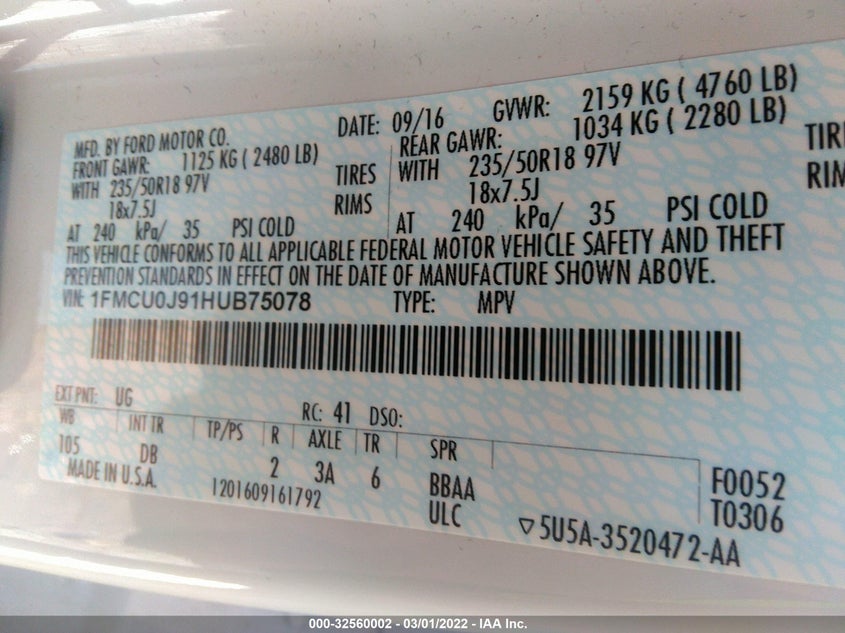 MFD. BY FORD MOTOR CO. DATE: 09/16 GVWR: 2159 KG ( 4760 LB)
FRONT GAWR: 1125 KG ( 2480 LB) REAR GAWR: 1034 KG ( 2280 LB)
WITH 235/50R18 97V TIRES WITH 235/50R18 97V TIRE
18x7.5J RIMS 18x7.5J RIM
AT 240 kPa/ 35 PSI COLD AT 240 kPa/ 35 PSI COLD
THIS VEHICLE CONFORMS TO ALL APPLICABLE FEDERAL MOTOR VEHICLE SAFETY AND THEFT
PREVENTION STANDARDS IN EFFECT ON THE DATE OF MANUFACTURE SHOWN ABOVE.
VIN: 1FMCU0J91HUB75078 TYPE: MPV
EXT PNT: UG RC: 41 DSO:
WB INT TR TP/PS R AXLE TR SPR
105 DB 2 3A 6 BBAA F0052
MADE IN U.S.A. 1201609161792 ULC T0306
▽5U5A-3520472-AA
000-32560002 - 03/01/2022 - IAA Inc.